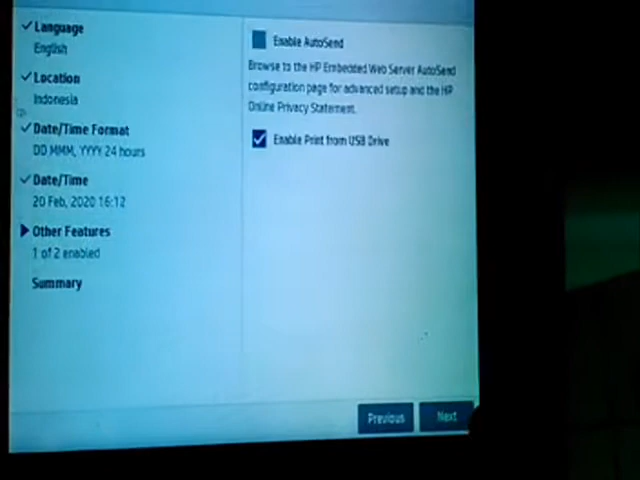 Language
English
Location
Indonesia
Date/Time Format
DD MMM, YYYY 24 hours
Date/Time
20 Feb, 2020 16:12
Other Features
1 of 2 enabled
Summary
Enable AutoSend
Browse to the HP Embedded Web Server AutoSend
configuration page for advanced setup and the HP
Online Privacy Statement.
Enable Print from USB Drive
Previous
Next